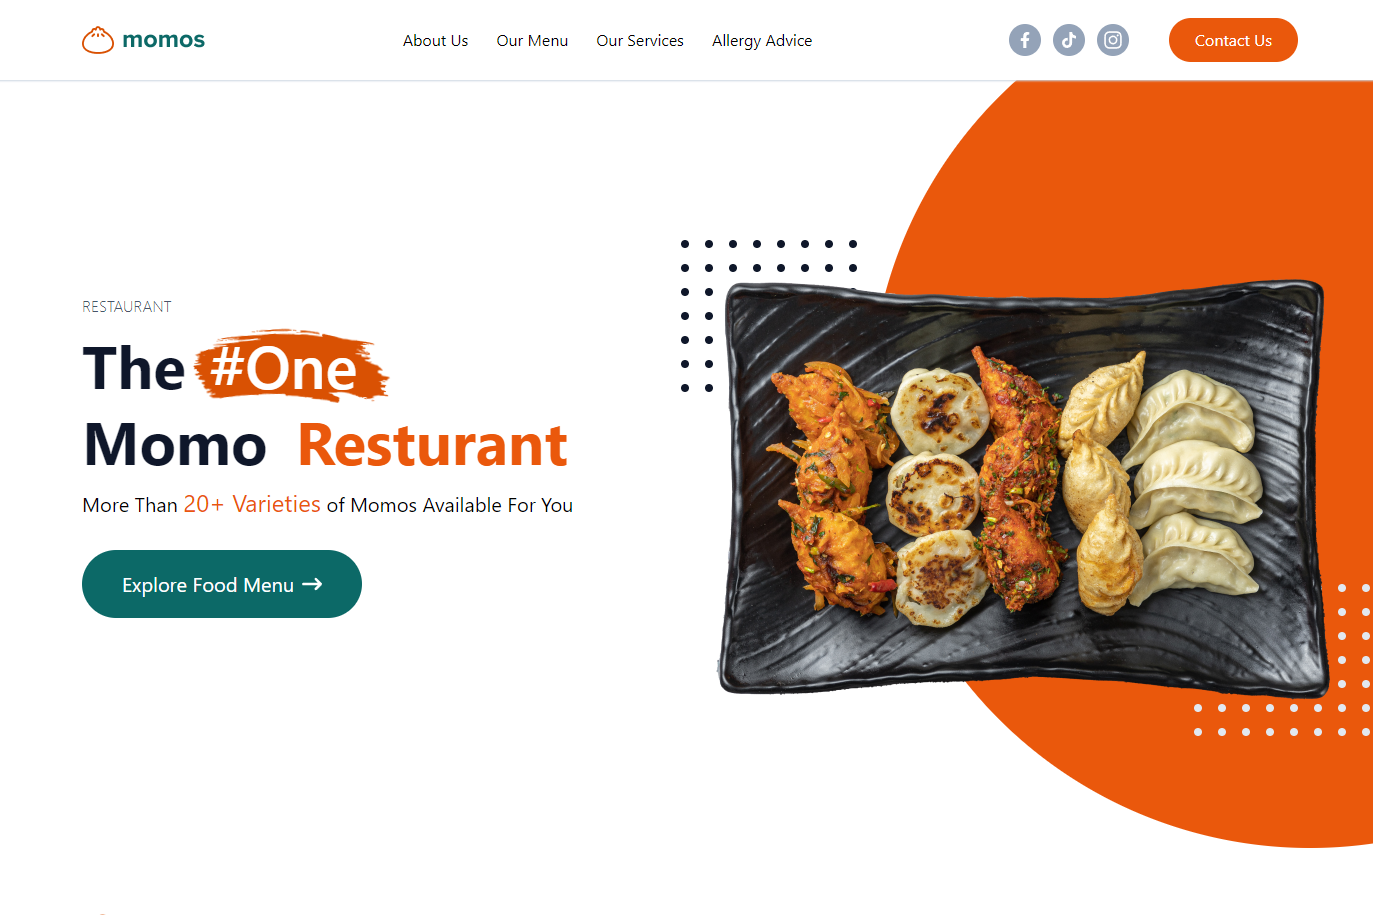 momos
About Us
Our Menu
Our Services
Allergy Advice
Contact Us
RESTAURANT
The #One
Momo Resturant
More Than 20+ Varieties of Momos Available For You
Explore Food Menu →